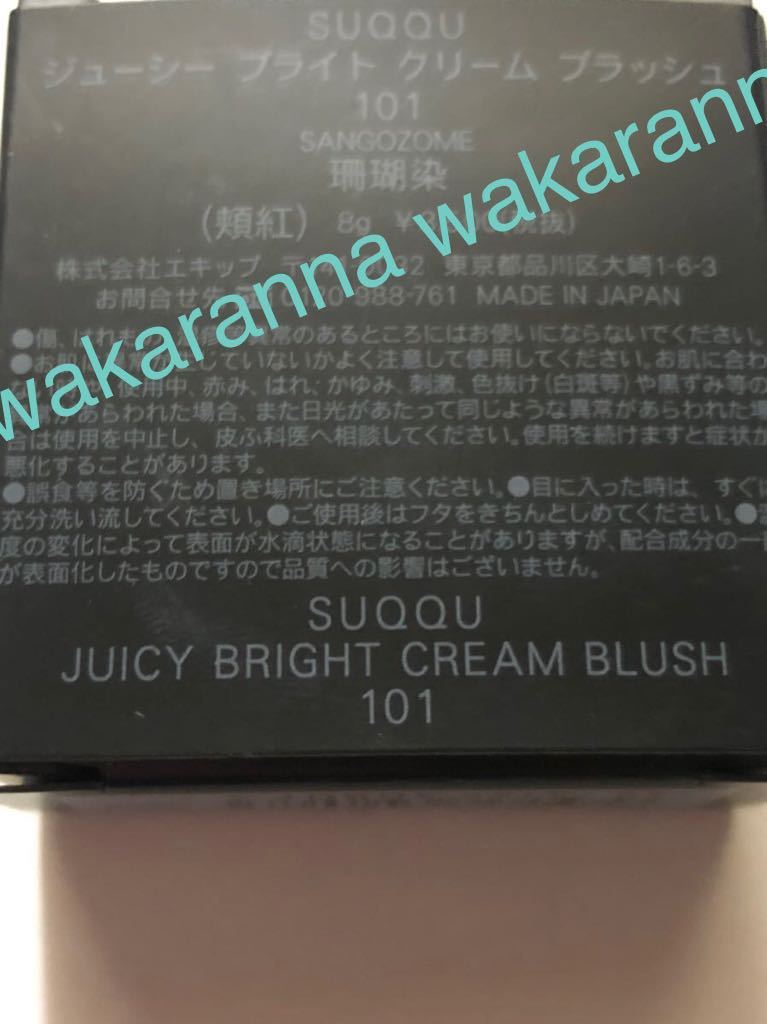 SUQQU
ジューシー ブライト クリーム ブラッシュ
101
SANGOZOME
珊瑚染
(頬紅) 8g
wakaranna wakarann
株式会社エキップ 東京都品川区大崎1-6-3
お問合せ先 988-761 MADE IN JAPAN
●傷、はれ のあるところにはお使いにならないでください。
●お肌 じていないかよく注意して使用してください。お肌に合わ
使用中、赤み、はれ、かゆみ、刺激、色抜け(白斑等)や黒ずみ等の
があらわれた場合、また日光があたって同じような異常があらわれた場
合は使用を中止し、皮ふ科医へ相談してください。使用を続けますと症状が
悪化することがあります。
●誤食等を防ぐため置き場所にご注意ください。●目に入った時は、すぐに
充分洗い流してください。●ご使用後はフタをきちんとしめてください。●
度の変化によって表面が水滴状態になることがありますが、配合成分の一部
が表面化したものですので品質への影響はございません。
SUQQU
JUICY BRIGHT CREAM BLUSH
101